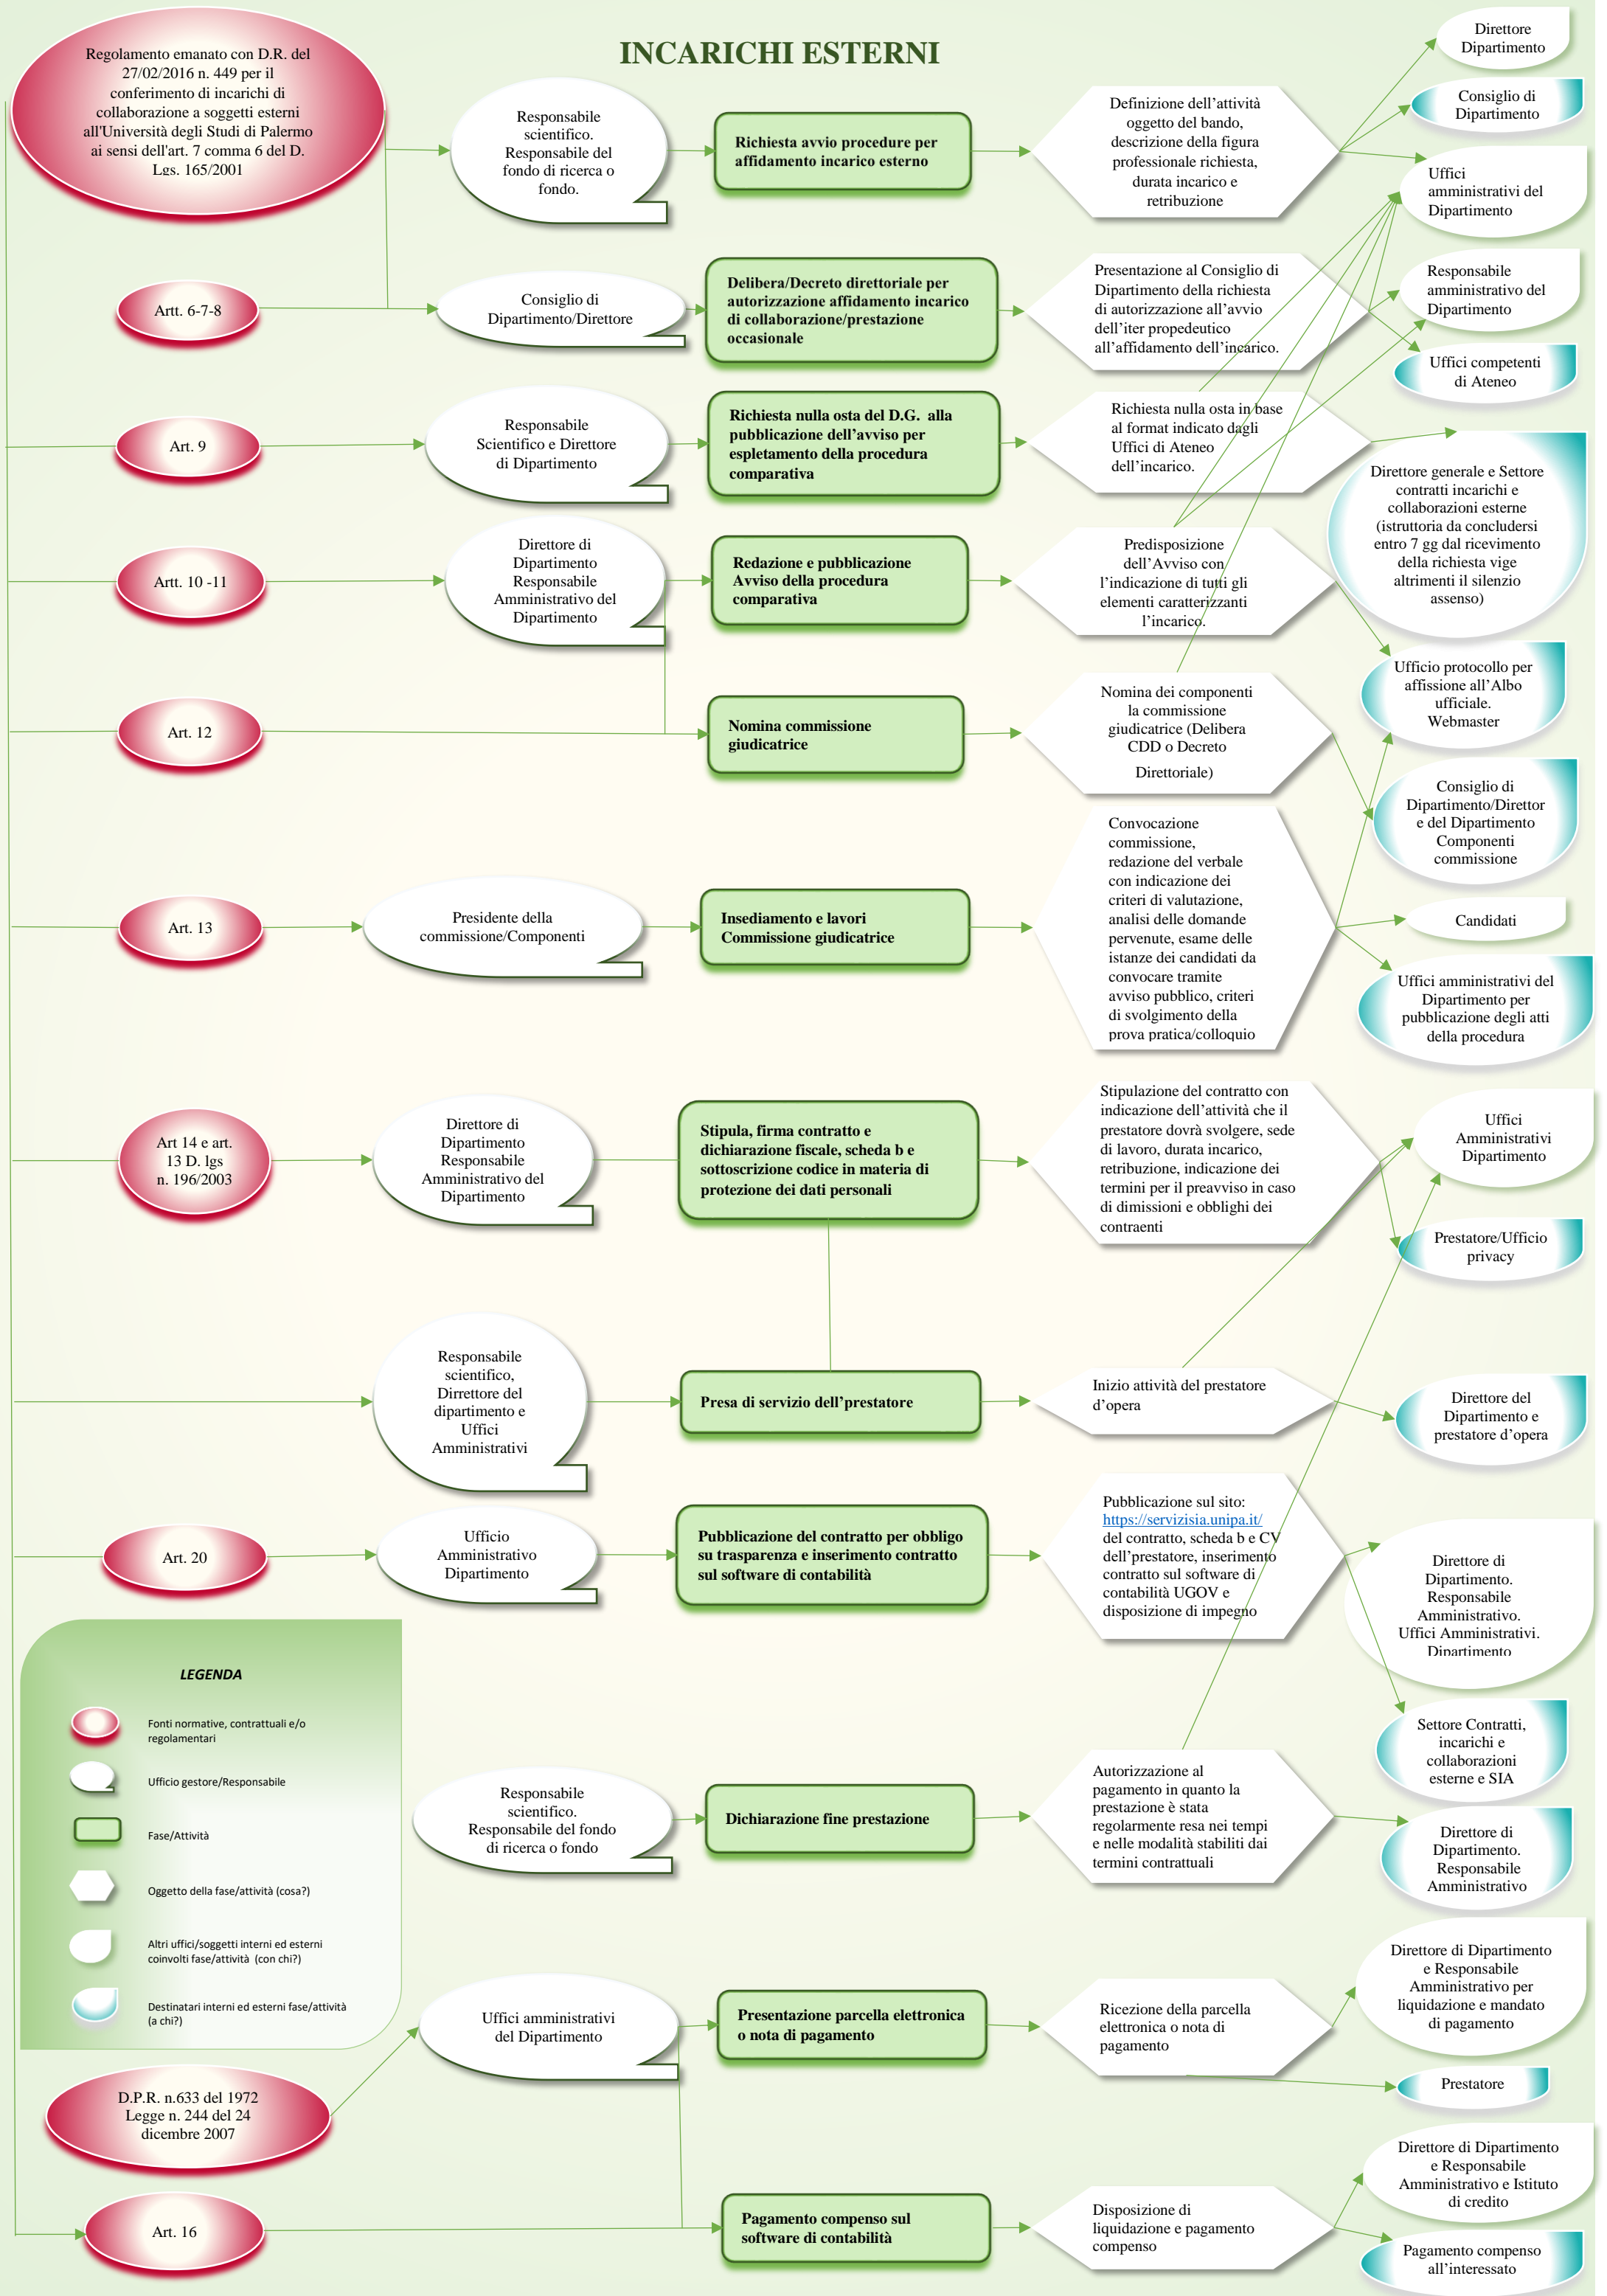 INCARICHI ESTERNI
Regolamento emanato con D.R. del
27/02/2016 n. 449 per il
conferimento di incarichi di
collaborazione a soggetti esterni
all'Università degli Studi di Palermo
ai sensi dell'art. 7 comma 6 del D.
Lgs. 165/2001
Responsabile
scientifico.
Responsabile del
fondo di ricerca o
fondo.
Richiesta avvio procedure per
affidamento incarico esterno
Definizione dell'attività
oggetto del bando,
descrizione della figura
professionale richiesta,
durata incarico e
retribuzione
Direttore
Dipartimento
Consiglio di
Dipartimento
Uffici
amministrativi del
Dipartimento
Artt. 6-7-8
Consiglio di
Dipartimento/Direttore
Delibera/Decreto direttoriale per
autorizzazione affidamento incarico
di collaborazione/prestazione
occasionale
Presentazione al Consiglio di
Dipartimento della richiesta
di autorizzazione all'avvio
dell'iter propedeutico
all'affidamento dell'incarico.
Responsabile
amministrativo del
Dipartimento
Uffici competenti
di Ateneo
Art. 9
Responsabile
Scientifico e Direttore
di Dipartimento
Richiesta nulla osta del D.G. alla
pubblicazione dell'avviso per
espletamento della procedura
comparativa
Richiesta nulla osta in base
al format indicato dagli
Uffici di Ateneo
dell'incarico.
Direttore generale e Settore
contratti incarichi e
collaborazioni esterne
(istruttoria da concludersi
entro 7 gg dal ricevimento
della richiesta vige
altrimenti il silenzio
assenso)
Artt. 10 -11
Direttore di
Dipartimento
Responsabile
Amministrativo del
Dipartimento
Redazione e pubblicazione
Avviso della procedura
comparativa
Predisposizione
dell'Avviso con
l'indicazione di tutti gli
elementi caratterizzanti
l'incarico.
Ufficio protocollo per
affissione all'Albo
ufficiale.
Webmaster
Art. 12
Nomina commissione
giudicatrice
Nomina dei componenti
la commissione
giudicatrice (Delibera
CDD o Decreto
Direttoriale)
Consiglio di
Dipartimento/Direttor
e del Dipartimento
Componenti
commissione
Art. 13
Presidente della
commissione/Componenti
Insediamento e lavori
Commissione giudicatrice
Convocazione
commissione,
redazione del verbale
con indicazione dei
criteri di valutazione,
analisi delle domande
pervenute, esame delle
istanze dei candidati da
convocare tramite
avviso pubblico, criteri
di svolgimento della
prova pratica/colloquio
Candidati
Uffici amministrativi del
Dipartimento per
pubblicazione degli atti
della procedura
Art 14 e art.
13 D. lgs
n. 196/2003
Direttore di
Dipartimento
Responsabile
Amministrativo del
Dipartimento
Stipula, firma contratto e
dichiarazione fiscale, scheda b e
sottoscrizione codice in materia di
protezione dei dati personali
Stipulazione del contratto con
indicazione dell'attività che il
prestatore dovrà svolgere, sede
di lavoro, durata incarico,
retribuzione, indicazione dei
termini per il preavviso in caso
di dimissioni e obblighi dei
contraenti
Uffici
Amministrativi
Dipartimento
Prestatore/Ufficio
privacy
Responsabile
scientifico,
Dirrettore del
dipartimento e
Uffici
Amministrativi
Presa di servizio dell'prestatore
Inizio attività del prestatore
d'opera
Direttore del
Dipartimento e
prestatore d'opera
Art. 20
Ufficio
Amministrativo
Dipartimento
Pubblicazione del contratto per obbligo
su trasparenza e inserimento contratto
sul software di contabilità
Pubblicazione sul sito:
https://servizisia.unipa.it/
del contratto, scheda b e CV
dell'prestatore, inserimento
contratto sul software di
contabilità UGOV e
disposizione di impegno
Direttore di
Dipartimento.
Responsabile
Amministrativo.
Uffici Amministrativi.
Dipartimento
Settore Contratti,
incarichi e
collaborazioni
esterne e SIA
LEGENDA
Fonti normative, contrattuali e/o
regolamentari
Ufficio gestore/Responsabile
Fase/Attività
Oggetto della fase/attività (cosa?)
Altri uffici/soggetti interni ed esterni
coinvolti fase/attività (con chi?)
Destinatari interni ed esterni fase/attività
(a chi?)
Responsabile
scientifico.
Responsabile del fondo
di ricerca o fondo
Dichiarazione fine prestazione
Autorizzazione al
pagamento in quanto la
prestazione è stata
regolarmente resa nei tempi
e nelle modalità stabiliti dai
termini contrattuali
Direttore di
Dipartimento.
Responsabile
Amministrativo
D.P.R. n.633 del 1972
Legge n. 244 del 24
dicembre 2007
Uffici amministrativi
del Dipartimento
Presentazione parcella elettronica
o nota di pagamento
Ricezione della parcella
elettronica o nota di
pagamento
Direttore di Dipartimento
e Responsabile
Amministrativo per
liquidazione e mandato
di pagamento
Prestatore
Art. 16
Pagamento compenso sul
software di contabilità
Disposizione di
liquidazione e pagamento
compenso
Direttore di Dipartimento
e Responsabile
Amministrativo e Istituto
di credito
Pagamento compenso
all'interessato